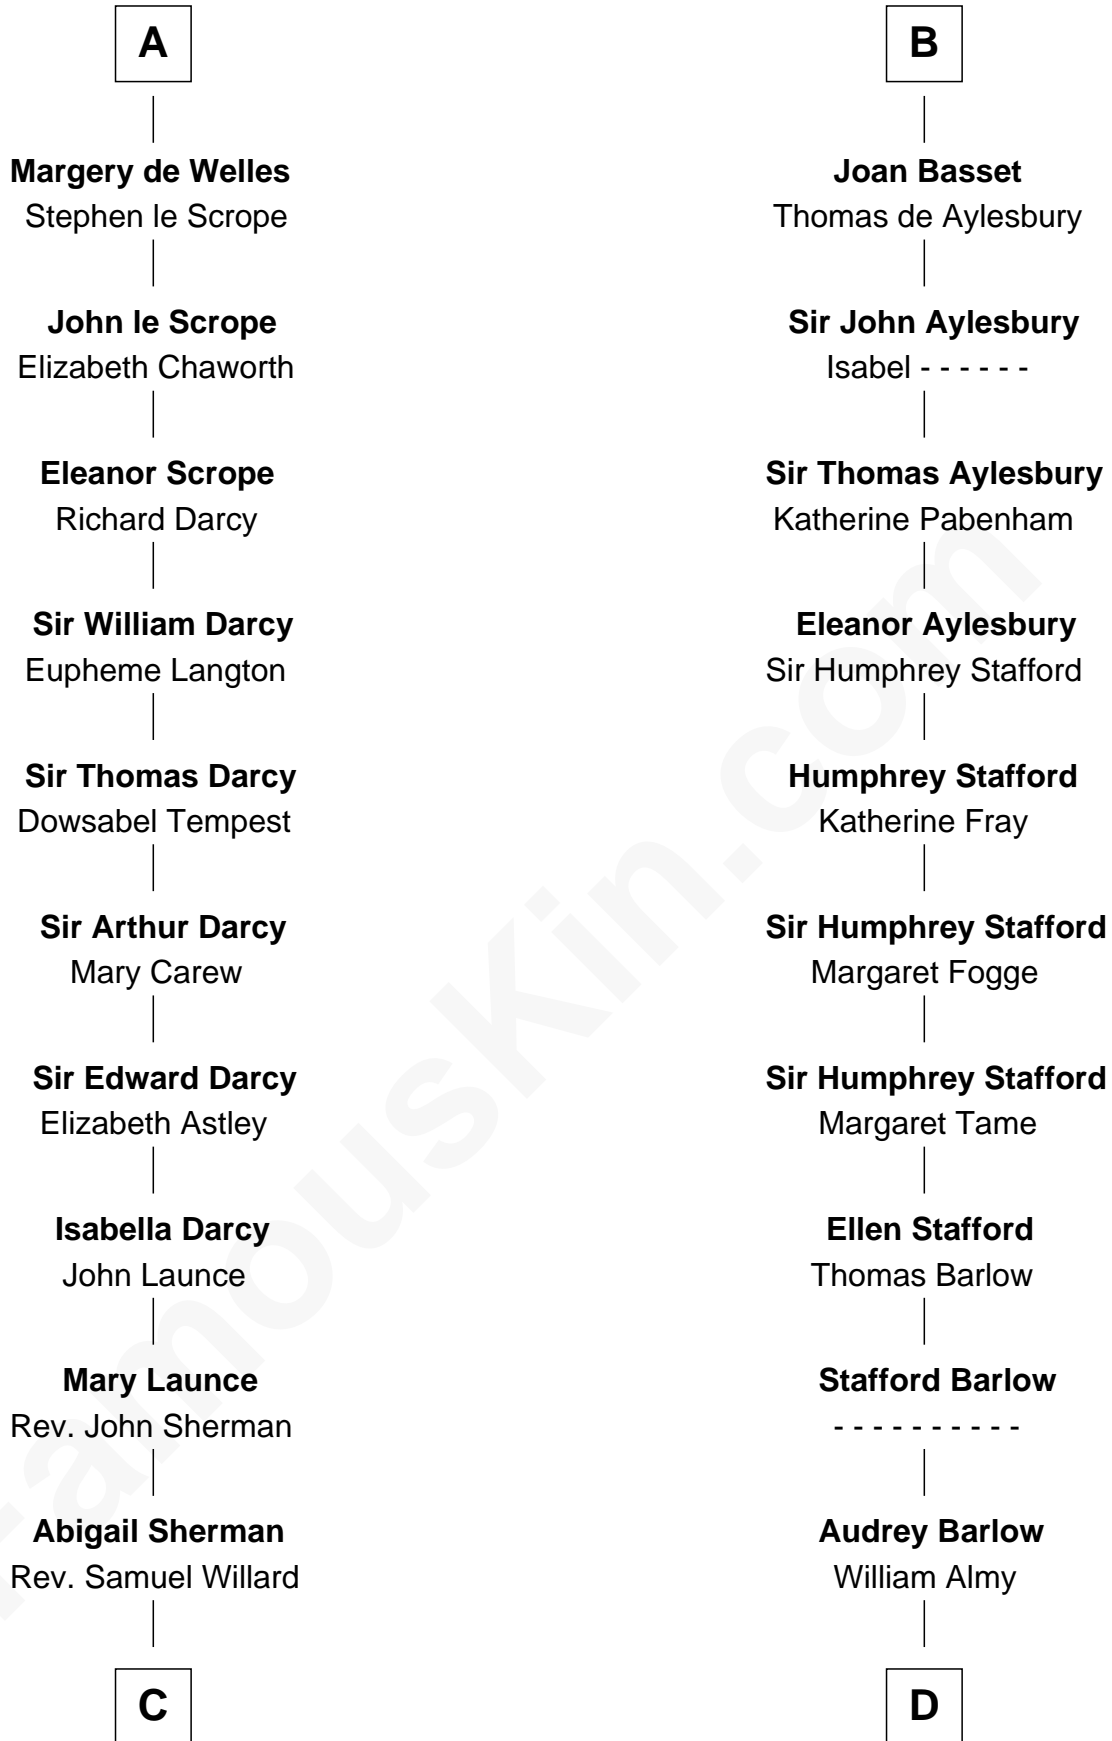 A
Margery de Welles
Stephen le Scrope
John le Scrope
Elizabeth Chaworth
Eleanor Scrope
Richard Darcy
Sir William Darcy
Eupheme Langton
Sir Thomas Darcy
Dowsabel Tempest
Sir Arthur Darcy
Mary Carew
Sir Edward Darcy
Elizabeth Astley
Isabella Darcy
John Launce
Mary Launce
Rev. John Sherman
Abigail Sherman
Rev. Samuel Willard
C
B
Joan Basset
Thomas de Aylesbury
Sir John Aylesbury
Isabel - - - - - -
Sir Thomas Aylesbury
Katherine Pabenham
Eleanor Aylesbury
Sir Humphrey Stafford
Humphrey Stafford
Katherine Fray
Sir Humphrey Stafford
Margaret Fogge
Sir Humphrey Stafford
Margaret Tame
Ellen Stafford
Thomas Barlow
Stafford Barlow
- - - - - - - - - -
Audrey Barlow
William Almy
D
FamousKin.com